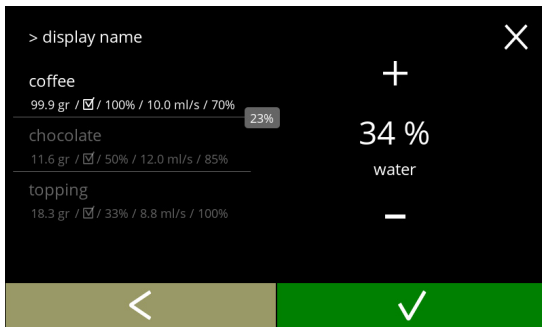 > display name
coffee
99.9 gr / ☑ / 100% / 10.0 ml/s / 70%
23%
chocolate
11.6 gr / ☑ / 50% / 12.0 ml/s / 85%
topping
18.3 gr / ☑ / 33% / 8.8 ml/s / 100%
+
34 %
water
−